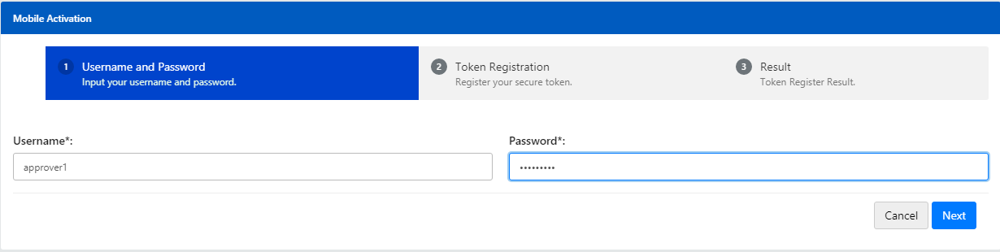 Mobile Activation
1 Username and Password
Input your username and password.
2 Token Registration
Register your secure token.
3 Result
Token Register Result.
Username*:
approver1
Password*:
•••••••••
Cancel
Next